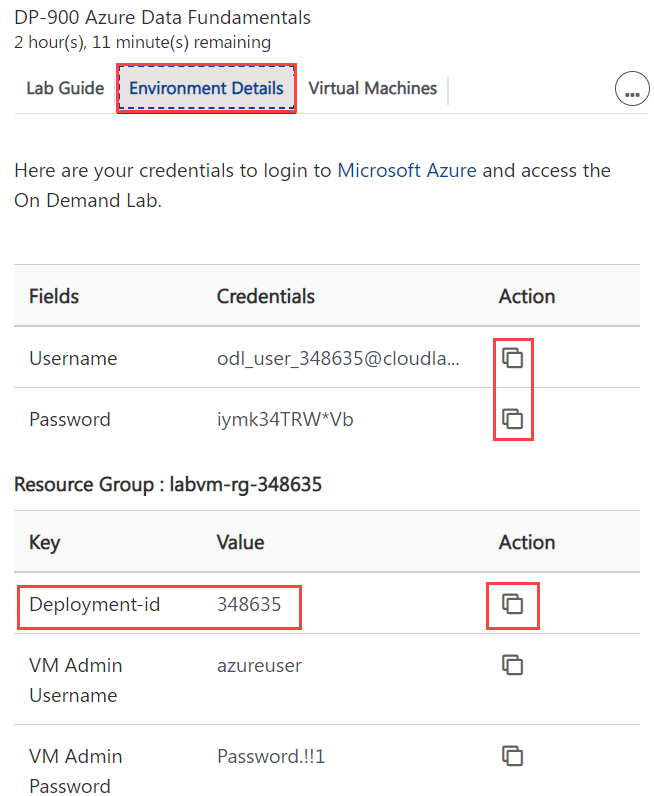 DP-900 Azure Data Fundamentals
2 hour(s), 11 minute(s) remaining
Lab Guide Environment Details Virtual Machines ...
Here are your credentials to login to Microsoft Azure and access the
On Demand Lab.
Fields Credentials Action
Username odl_user_348635@cloudla...
Password iymk34TRW*Vb
Resource Group : labvm-rg-348635
Key Value Action
Deployment-id 348635
VM Admin azureuser
Username
VM Admin Password.!!1
Password